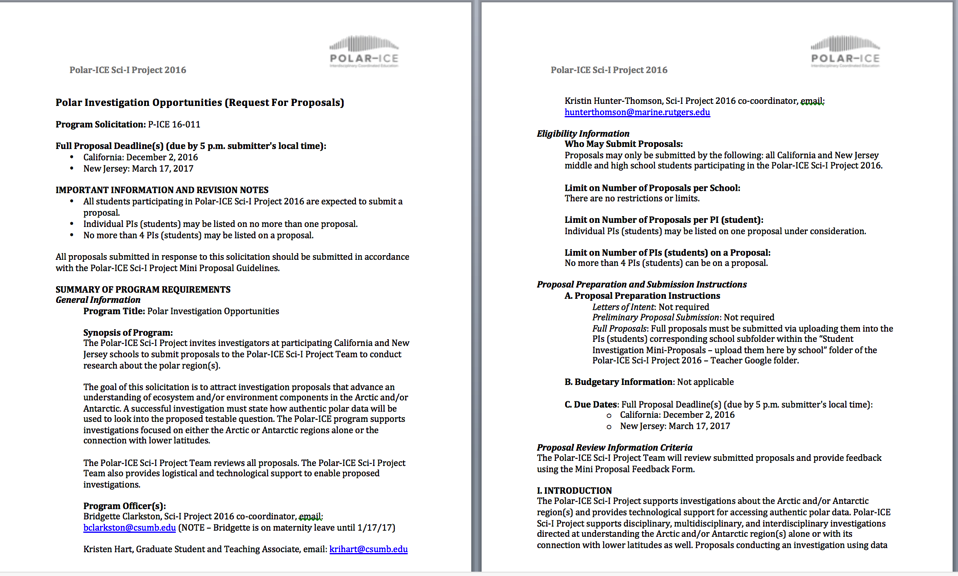 POLAR-ICE
Interdisciplinary Coordinated Education
Polar-ICE Sci-I Project 2016
Polar Investigation Opportunities (Request For Proposals)
Program Solicitation: P-ICE 16-011
Full Proposal Deadline(s) (due by 5 p.m. submitter's local time):
• California: December 2, 2016
• New Jersey: March 17, 2017
IMPORTANT INFORMATION AND REVISION NOTES
• All students participating in Polar-ICE Sci-I Project 2016 are expected to submit a
proposal.
• Individual PIs (students) may be listed on no more than one proposal.
• No more than 4 PIs (students) may be listed on a proposal.
All proposals submitted in response to this solicitation should be submitted in accordance
with the Polar-ICE Sci-I Project Mini Proposal Guidelines.
SUMMARY OF PROGRAM REQUIREMENTS
General Information
Program Title: Polar Investigation Opportunities
Synopsis of Program:
The Polar-ICE Sci-I Project invites investigators at participating California and New
Jersey schools to submit proposals to the Polar-ICE Sci-I Project Team to conduct
research about the polar region(s).
The goal of this solicitation is to attract investigation proposals that advance an
understanding of ecosystem and/or environment components in the Arctic and/or
Antarctic. A successful investigation must state how authentic polar data will be
used to look into the proposed testable question. The Polar-ICE program supports
investigations focused on either the Arctic or Antarctic regions alone or the
connection with lower latitudes.
The Polar-ICE Sci-I Project Team reviews all proposals. The Polar-ICE Sci-I Project
Team also provides logistical and technological support to enable proposed
investigations.
Program Officer(s):
Bridgette Clarkston, Sci-I Project 2016 co-coordinator, email:
bclarkston@csumb.edu (NOTE – Bridgette is on maternity leave until 1/17/17)
Kristen Hart, Graduate Student and Teaching Associate, email: krihart@csumb.edu
POLAR-ICE
Interdisciplinary Coordinated Education
Polar-ICE Sci-I Project 2016
Kristin Hunter-Thomson, Sci-I Project 2016 co-coordinator, email:
hunterthomson@marine.rutgers.edu
Eligibility Information
Who May Submit Proposals:
Proposals may only be submitted by the following: all California and New Jersey
middle and high school students participating in the Polar-ICE Sci-I Project 2016.
Limit on Number of Proposals per School:
There are no restrictions or limits.
Limit on Number of Proposals per PI (student):
Individual PIs (students) may be listed on one proposal under consideration.
Limit on Number of PIs (students) on a Proposal:
No more than 4 PIs (students) can be on a proposal.
Proposal Preparation and Submission Instructions
A. Proposal Preparation Instructions
Letters of Intent: Not required
Preliminary Proposal Submission: Not required
Full Proposals: Full proposals must be submitted via uploading them into the
PIs (students) corresponding school subfolder within the "Student
Investigation Mini-Proposals – upload them here by school" folder of the
Polar-ICE Sci-I Project 2016 – Teacher Google folder.
B. Budgetary Information: Not applicable
C. Due Dates: Full Proposal Deadline(s) (due by 5 p.m. submitter's local time):
o California: December 2, 2016
o New Jersey: March 17, 2017
Proposal Review Information Criteria
The Polar-ICE Sci-I Project Team will review submitted proposals and provide feedback
using the Mini Proposal Feedback Form.
I. INTRODUCTION
The Polar-ICE Sci-I Project supports investigations about the Arctic and/or Antarctic
region(s) and provides technological support for accessing authentic polar data. Polar-ICE
Sci-I Project supports disciplinary, multidisciplinary, and interdisciplinary investigations
directed at understanding the Arctic and/or Antarctic region(s) alone or with its
connection with lower latitudes as well. Proposals conducting an investigation using data